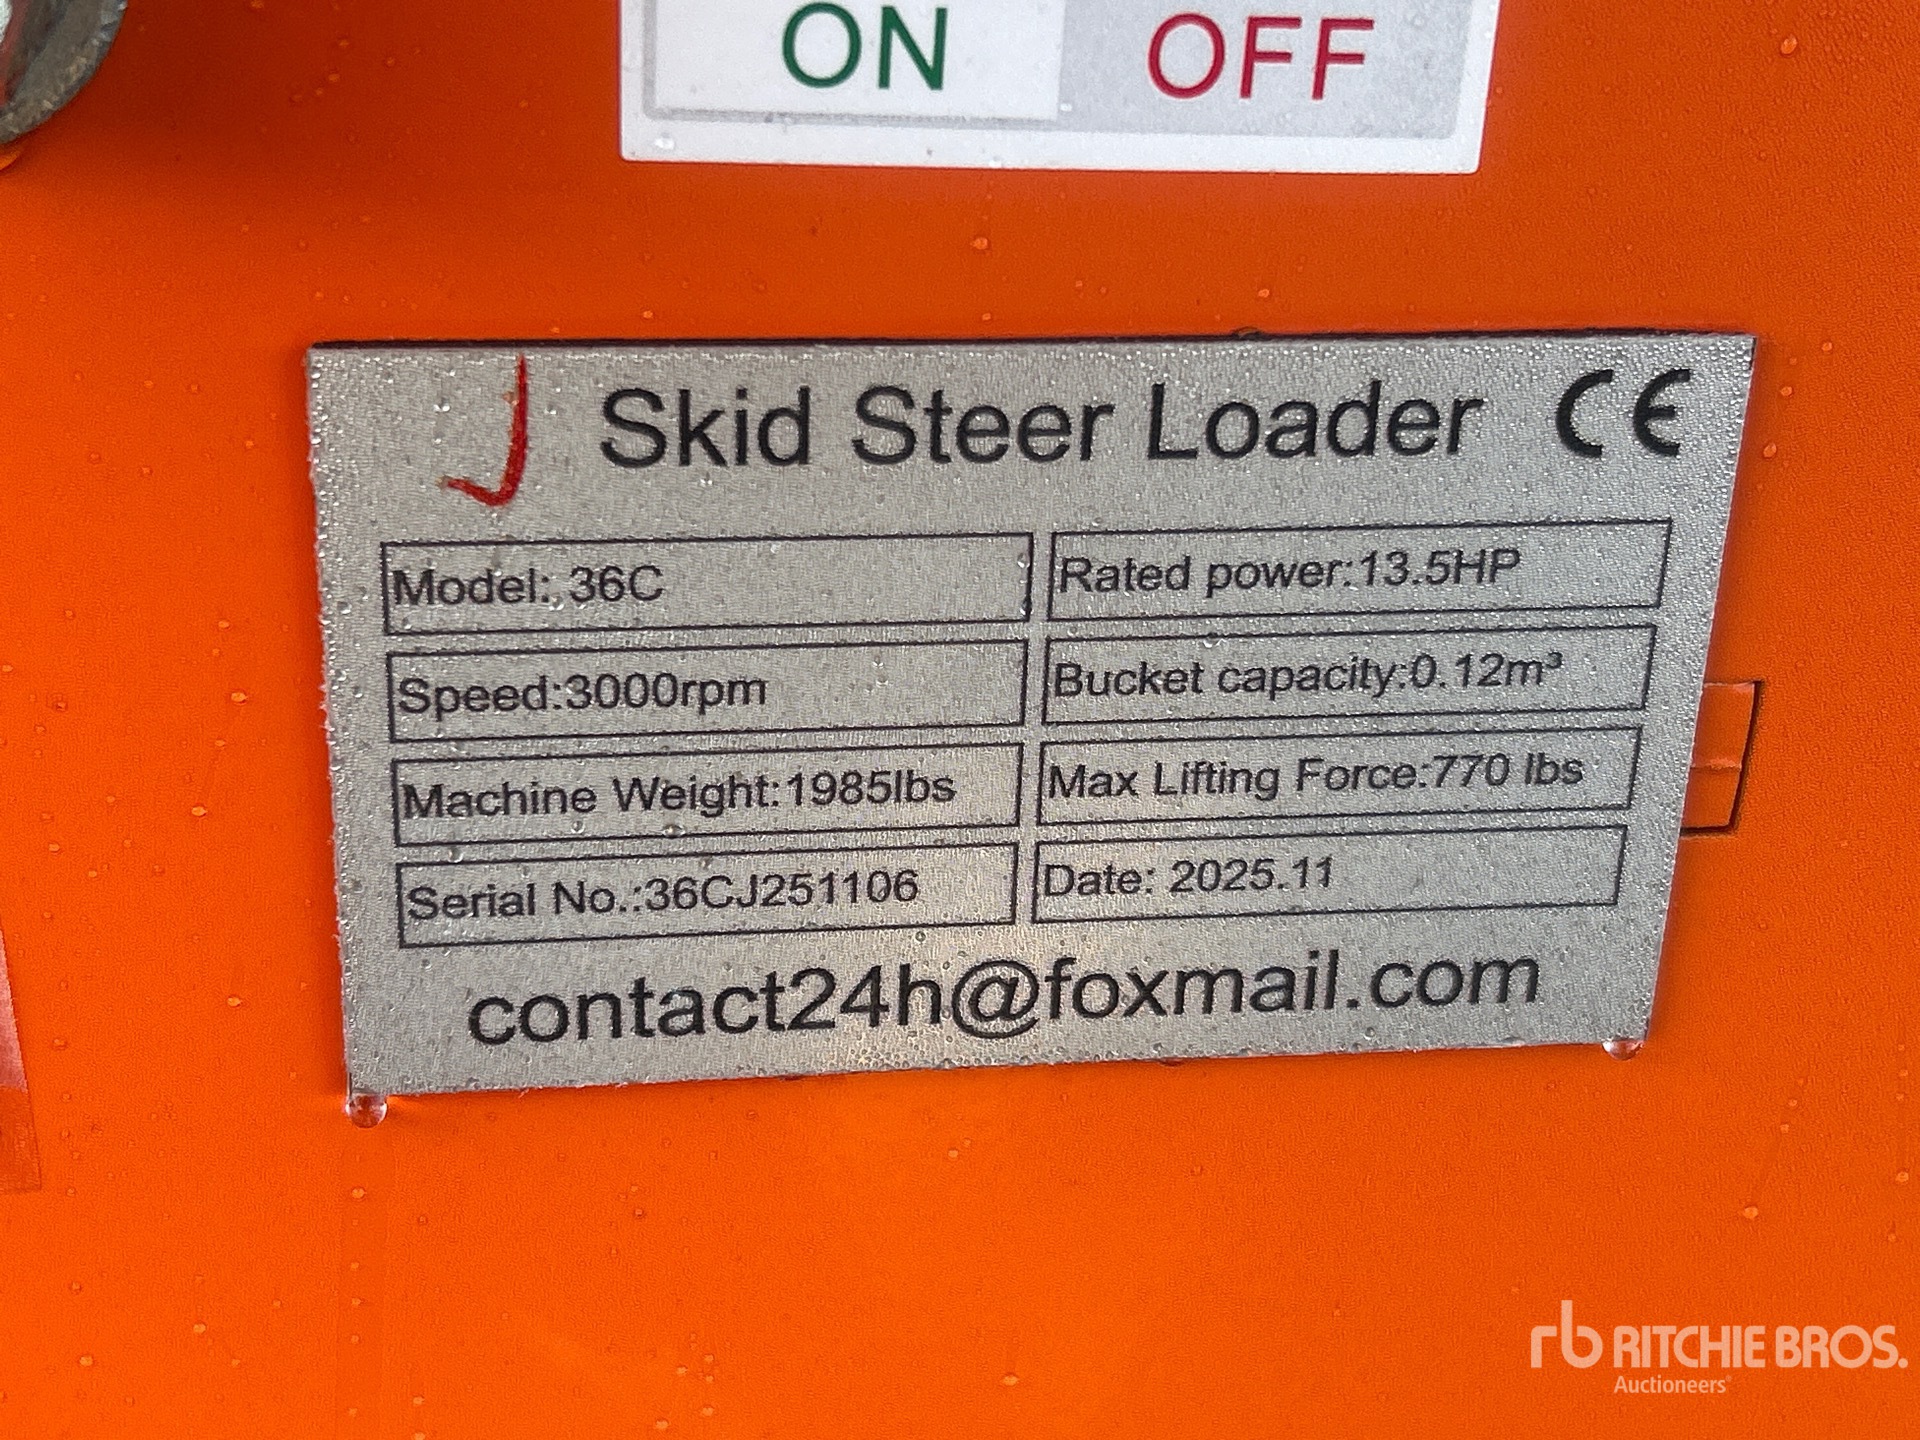 ON OFF
Skid Steer Loader CE
Model: 36C
Rated power:13.5HP
Speed:3000rpm
Bucket capacity:0.12m³
Machine Weight:1985lbs
Max Lifting Force:770 lbs
Serial No.:36CJ251106
Date: 2025.11
contact24h@foxmail.com
rb RITCHIE BROS.
Auctioneers